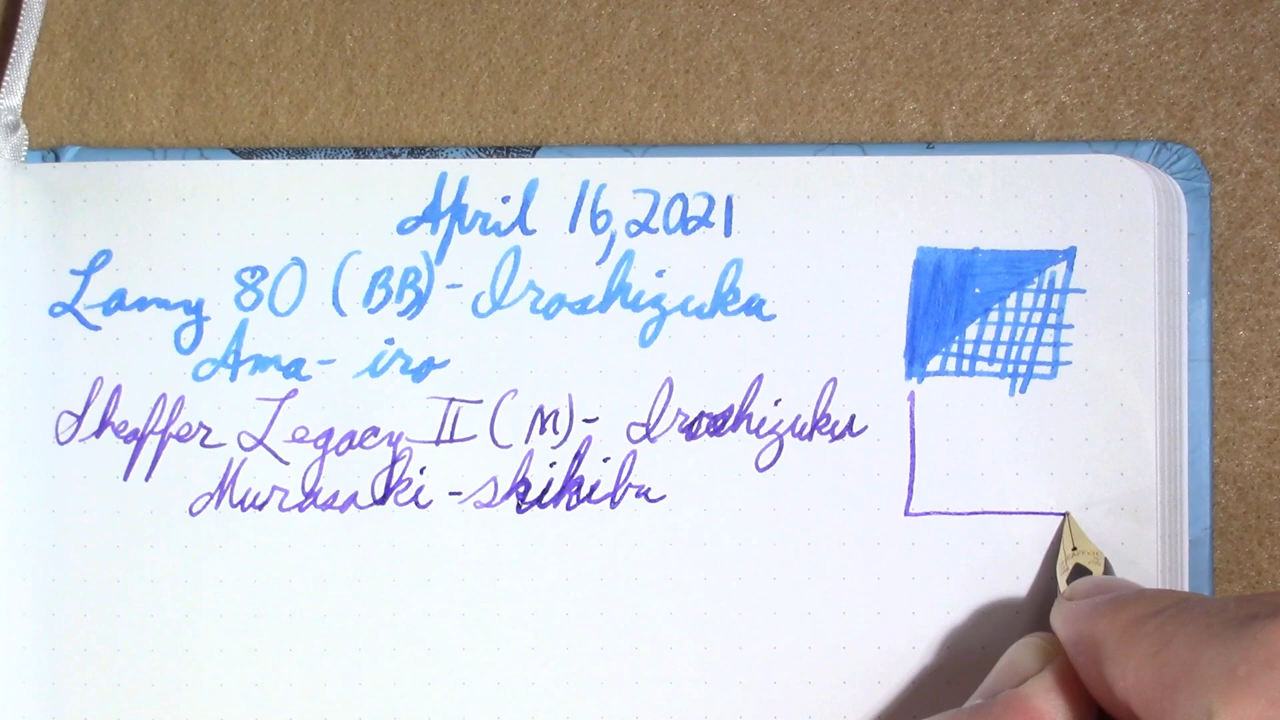 April 16, 2021
Lamy 80 (BB) - Iroshizuku
Ama-iro
Sheaffer Legacy II (M) - Iroshizuku
Murasaki-shikibu